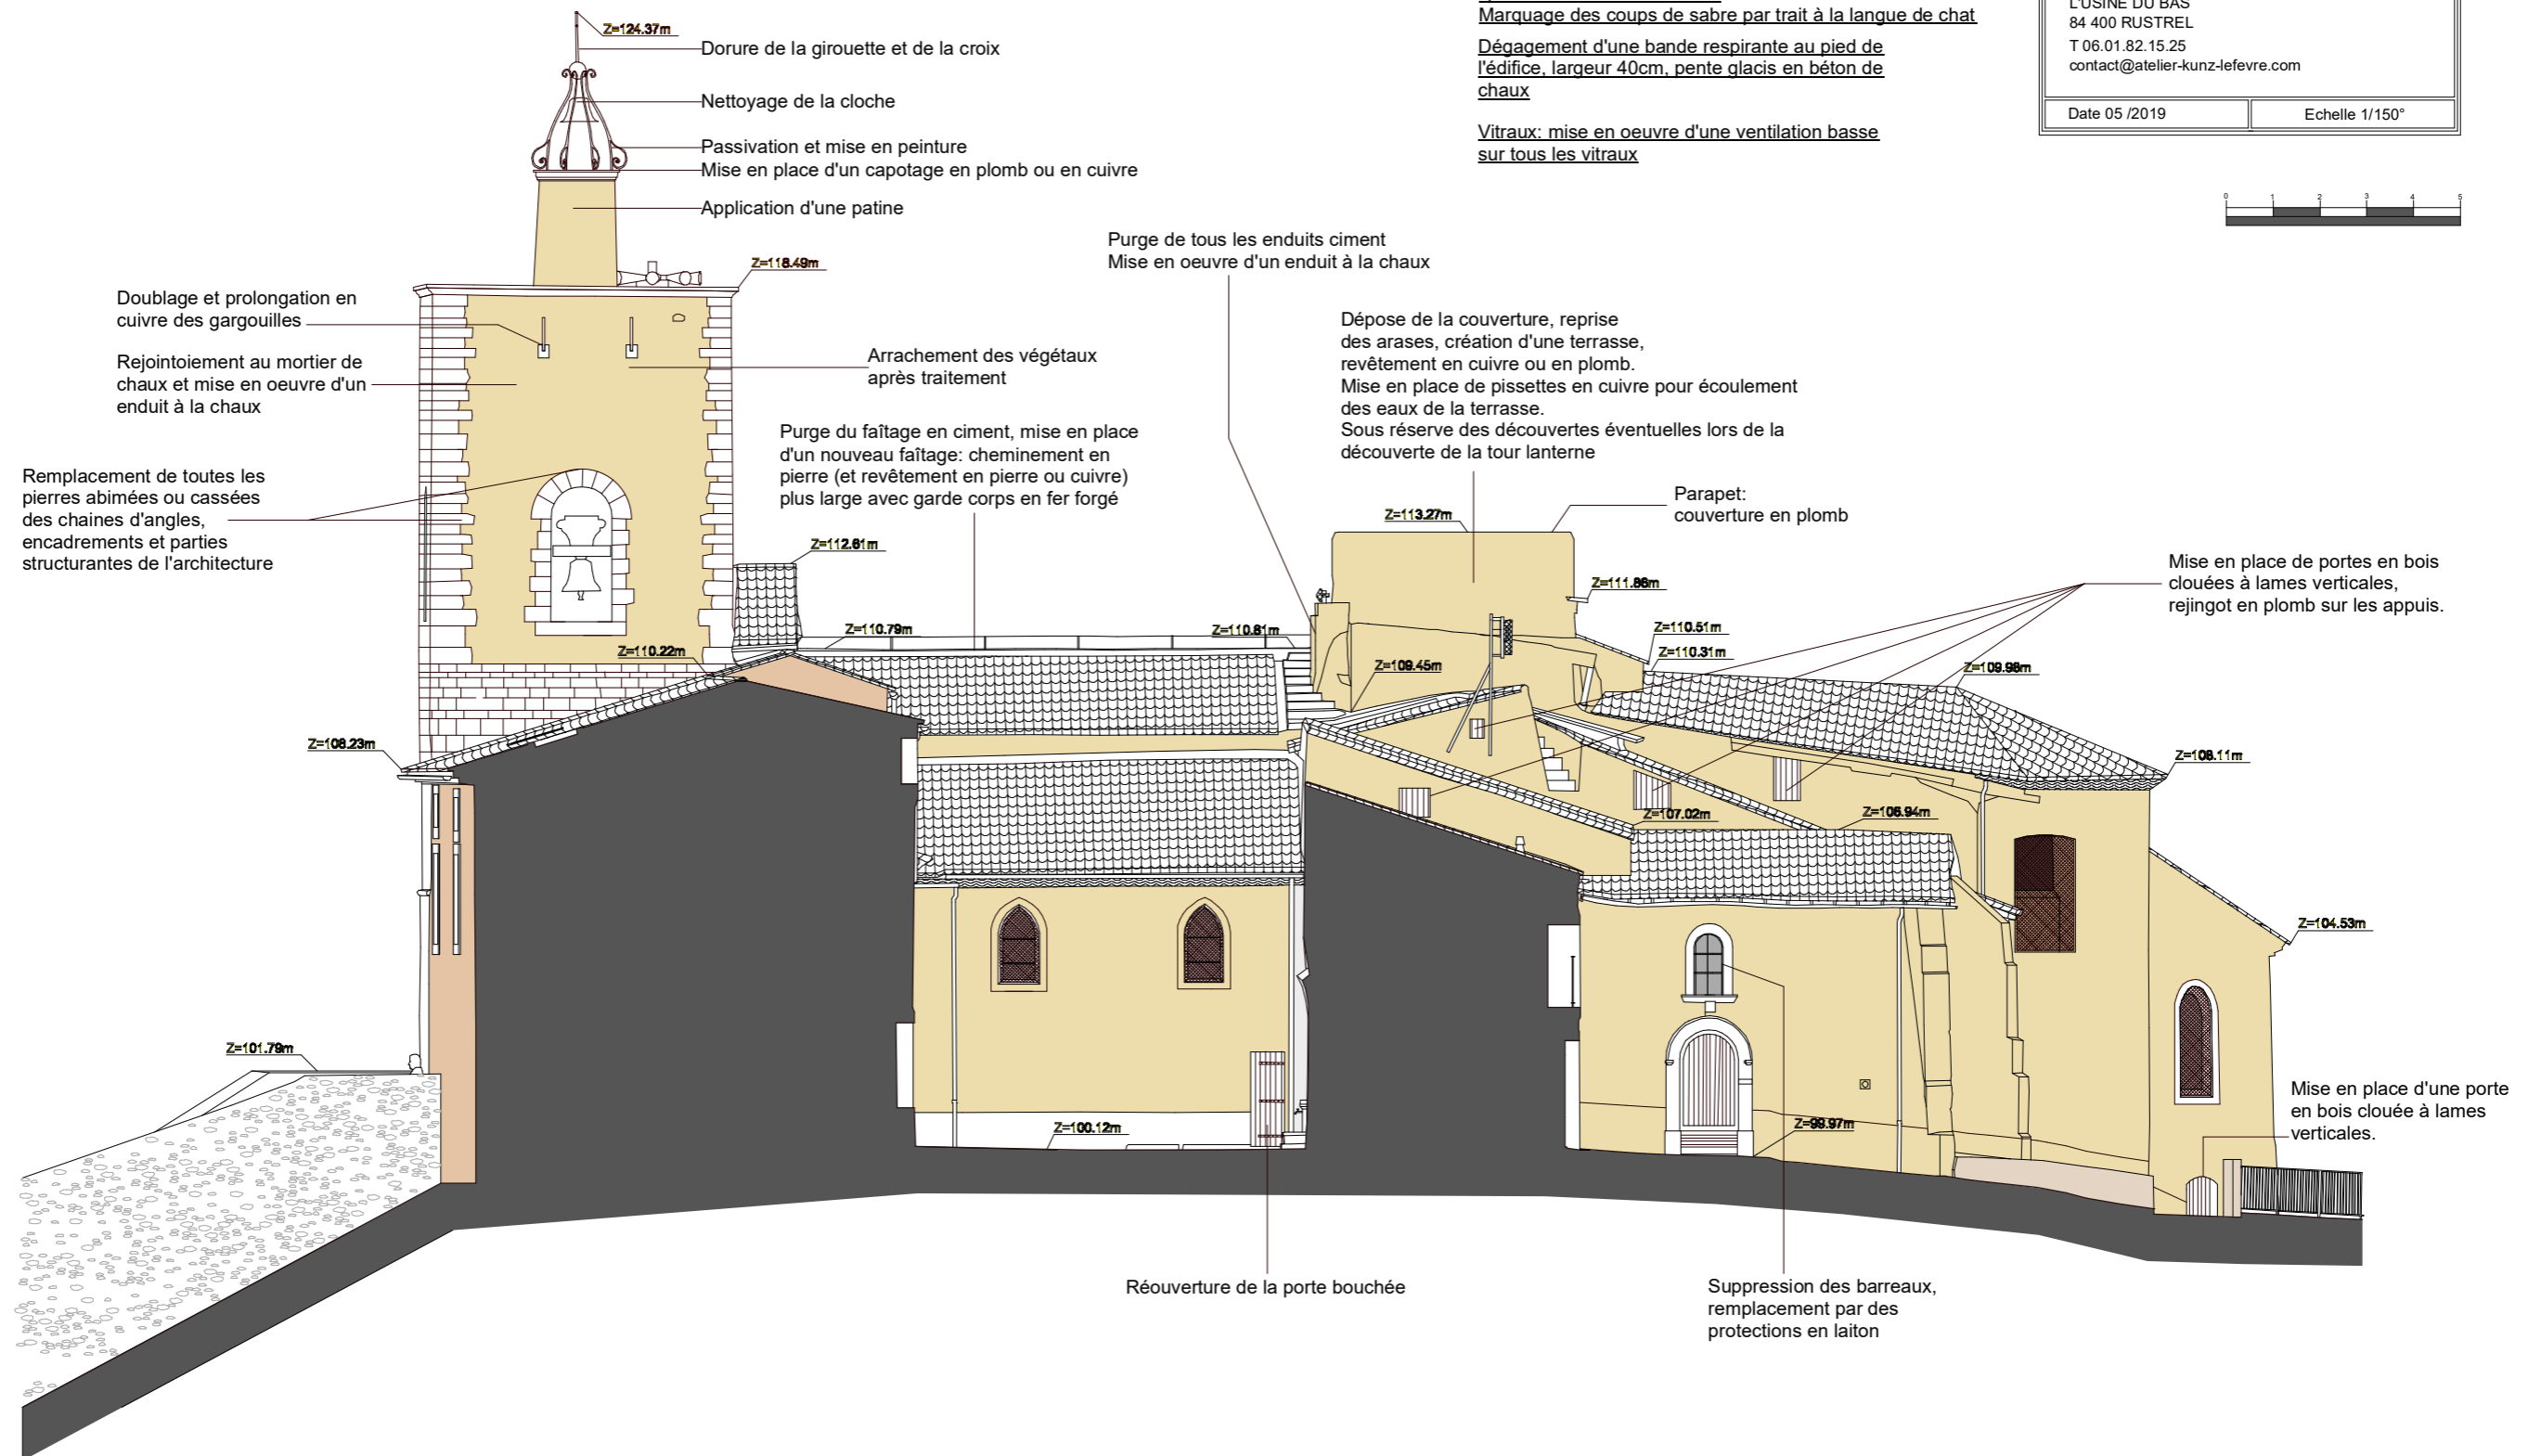 Marquage des coups de sabre par trait à la langue de chat
Dégagement d'une bande respirante au pied de
l'édifice, largeur 40cm, pente glacis en béton de
chaux
Vitraux: mise en oeuvre d'une ventilation basse
sur tous les vitraux
L'USINE DU BAS
84 400 RUSTREL
T 06.01.82.15.25
contact@atelier-kunz-lefevre.com
Date 05 /2019
Echelle 1/150°
0 1 2 3 4 5
Z=124.37m
Dorure de la girouette et de la croix
Nettoyage de la cloche
Passivation et mise en peinture
Mise en place d'un capotage en plomb ou en cuivre
Application d'une patine
Z=118.49m
Doublage et prolongation en
cuivre des gargouilles
Rejointoiement au mortier de
chaux et mise en oeuvre d'un
enduit à la chaux
Remplacement de toutes les
pierres abimées ou cassées
des chaines d'angles,
encadrements et parties
structurantes de l'architecture
Arrachement des végétaux
après traitement
Purge du faîtage en ciment, mise en place
d'un nouveau faîtage: cheminement en
pierre (et revêtement en pierre ou cuivre)
plus large avec garde corps en fer forgé
Purge de tous les enduits ciment
Mise en oeuvre d'un enduit à la chaux
Dépose de la couverture, reprise
des arases, création d'une terrasse,
revêtement en cuivre ou en plomb.
Mise en place de pissettes en cuivre pour écoulement
des eaux de la terrasse.
Sous réserve des découvertes éventuelles lors de la
découverte de la tour lanterne
Parapet:
couverture en plomb
Mise en place de portes en bois
clouées à lames verticales,
rejingot en plomb sur les appuis.
Z=113.27m
Z=112.61m
Z=111.86m
Z=110.79m
Z=110.81m
Z=110.51m
Z=110.22m
Z=110.31m
Z=109.45m
Z=109.98m
Z=108.23m
Z=108.11m
Z=107.02m
Z=106.94m
Z=104.53m
Z=101.79m
Z=100.12m
Z=99.97m
Mise en place d'une porte
en bois clouée à lames
verticales.
Réouverture de la porte bouchée
Suppression des barreaux,
remplacement par des
protections en laiton